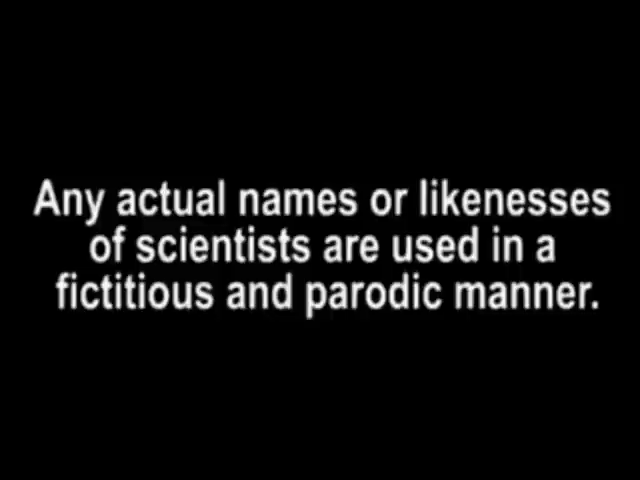 Any actual names or likenesses
of scientists are used in a
fictitious and parodic manner.